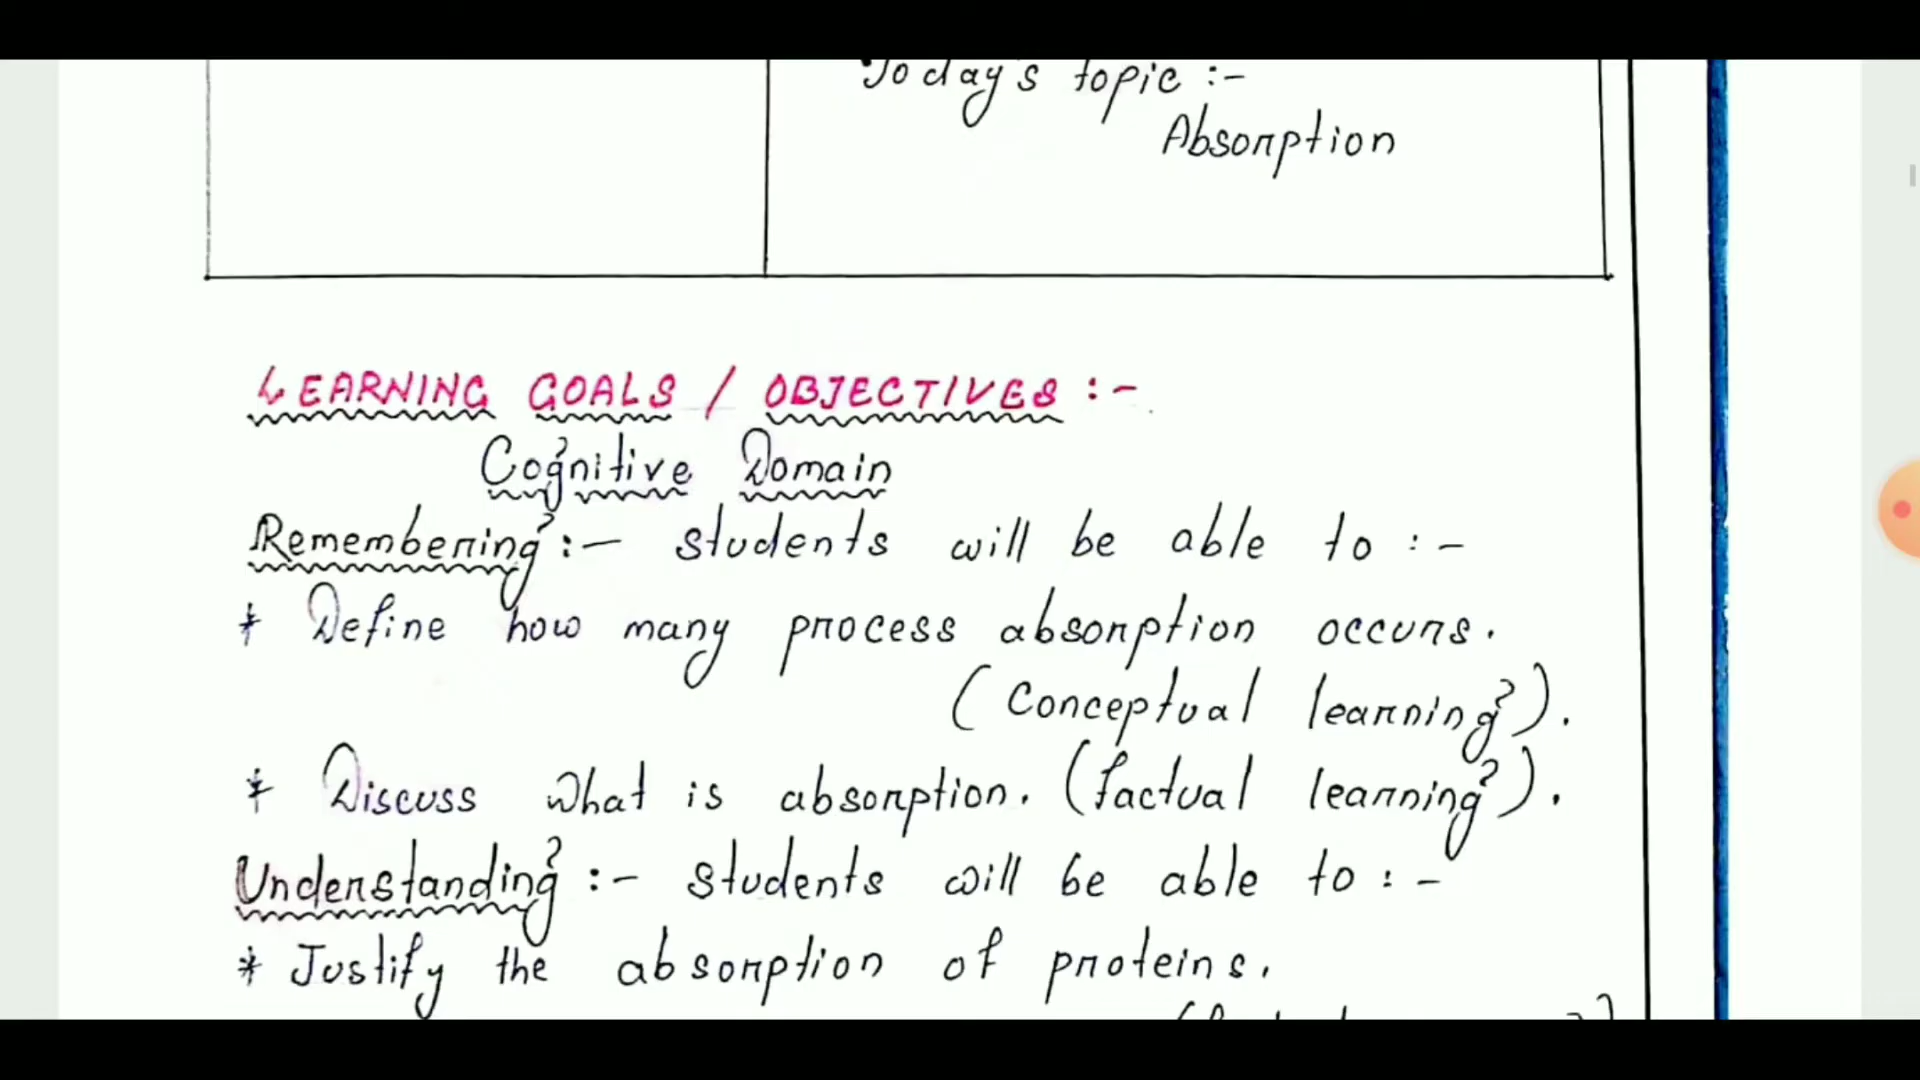 Today's topic :-
Absorption
LEARNING GOALS / OBJECTIVES :-
Cognitive Domain
Remembering :- students will be able to :-
* Define how many process absorption occurs.
(Conceptual learning).
* Discuss what is absorption. (factual learning).
Understanding :- students will be able to :-
* Justify the absorption of proteins.